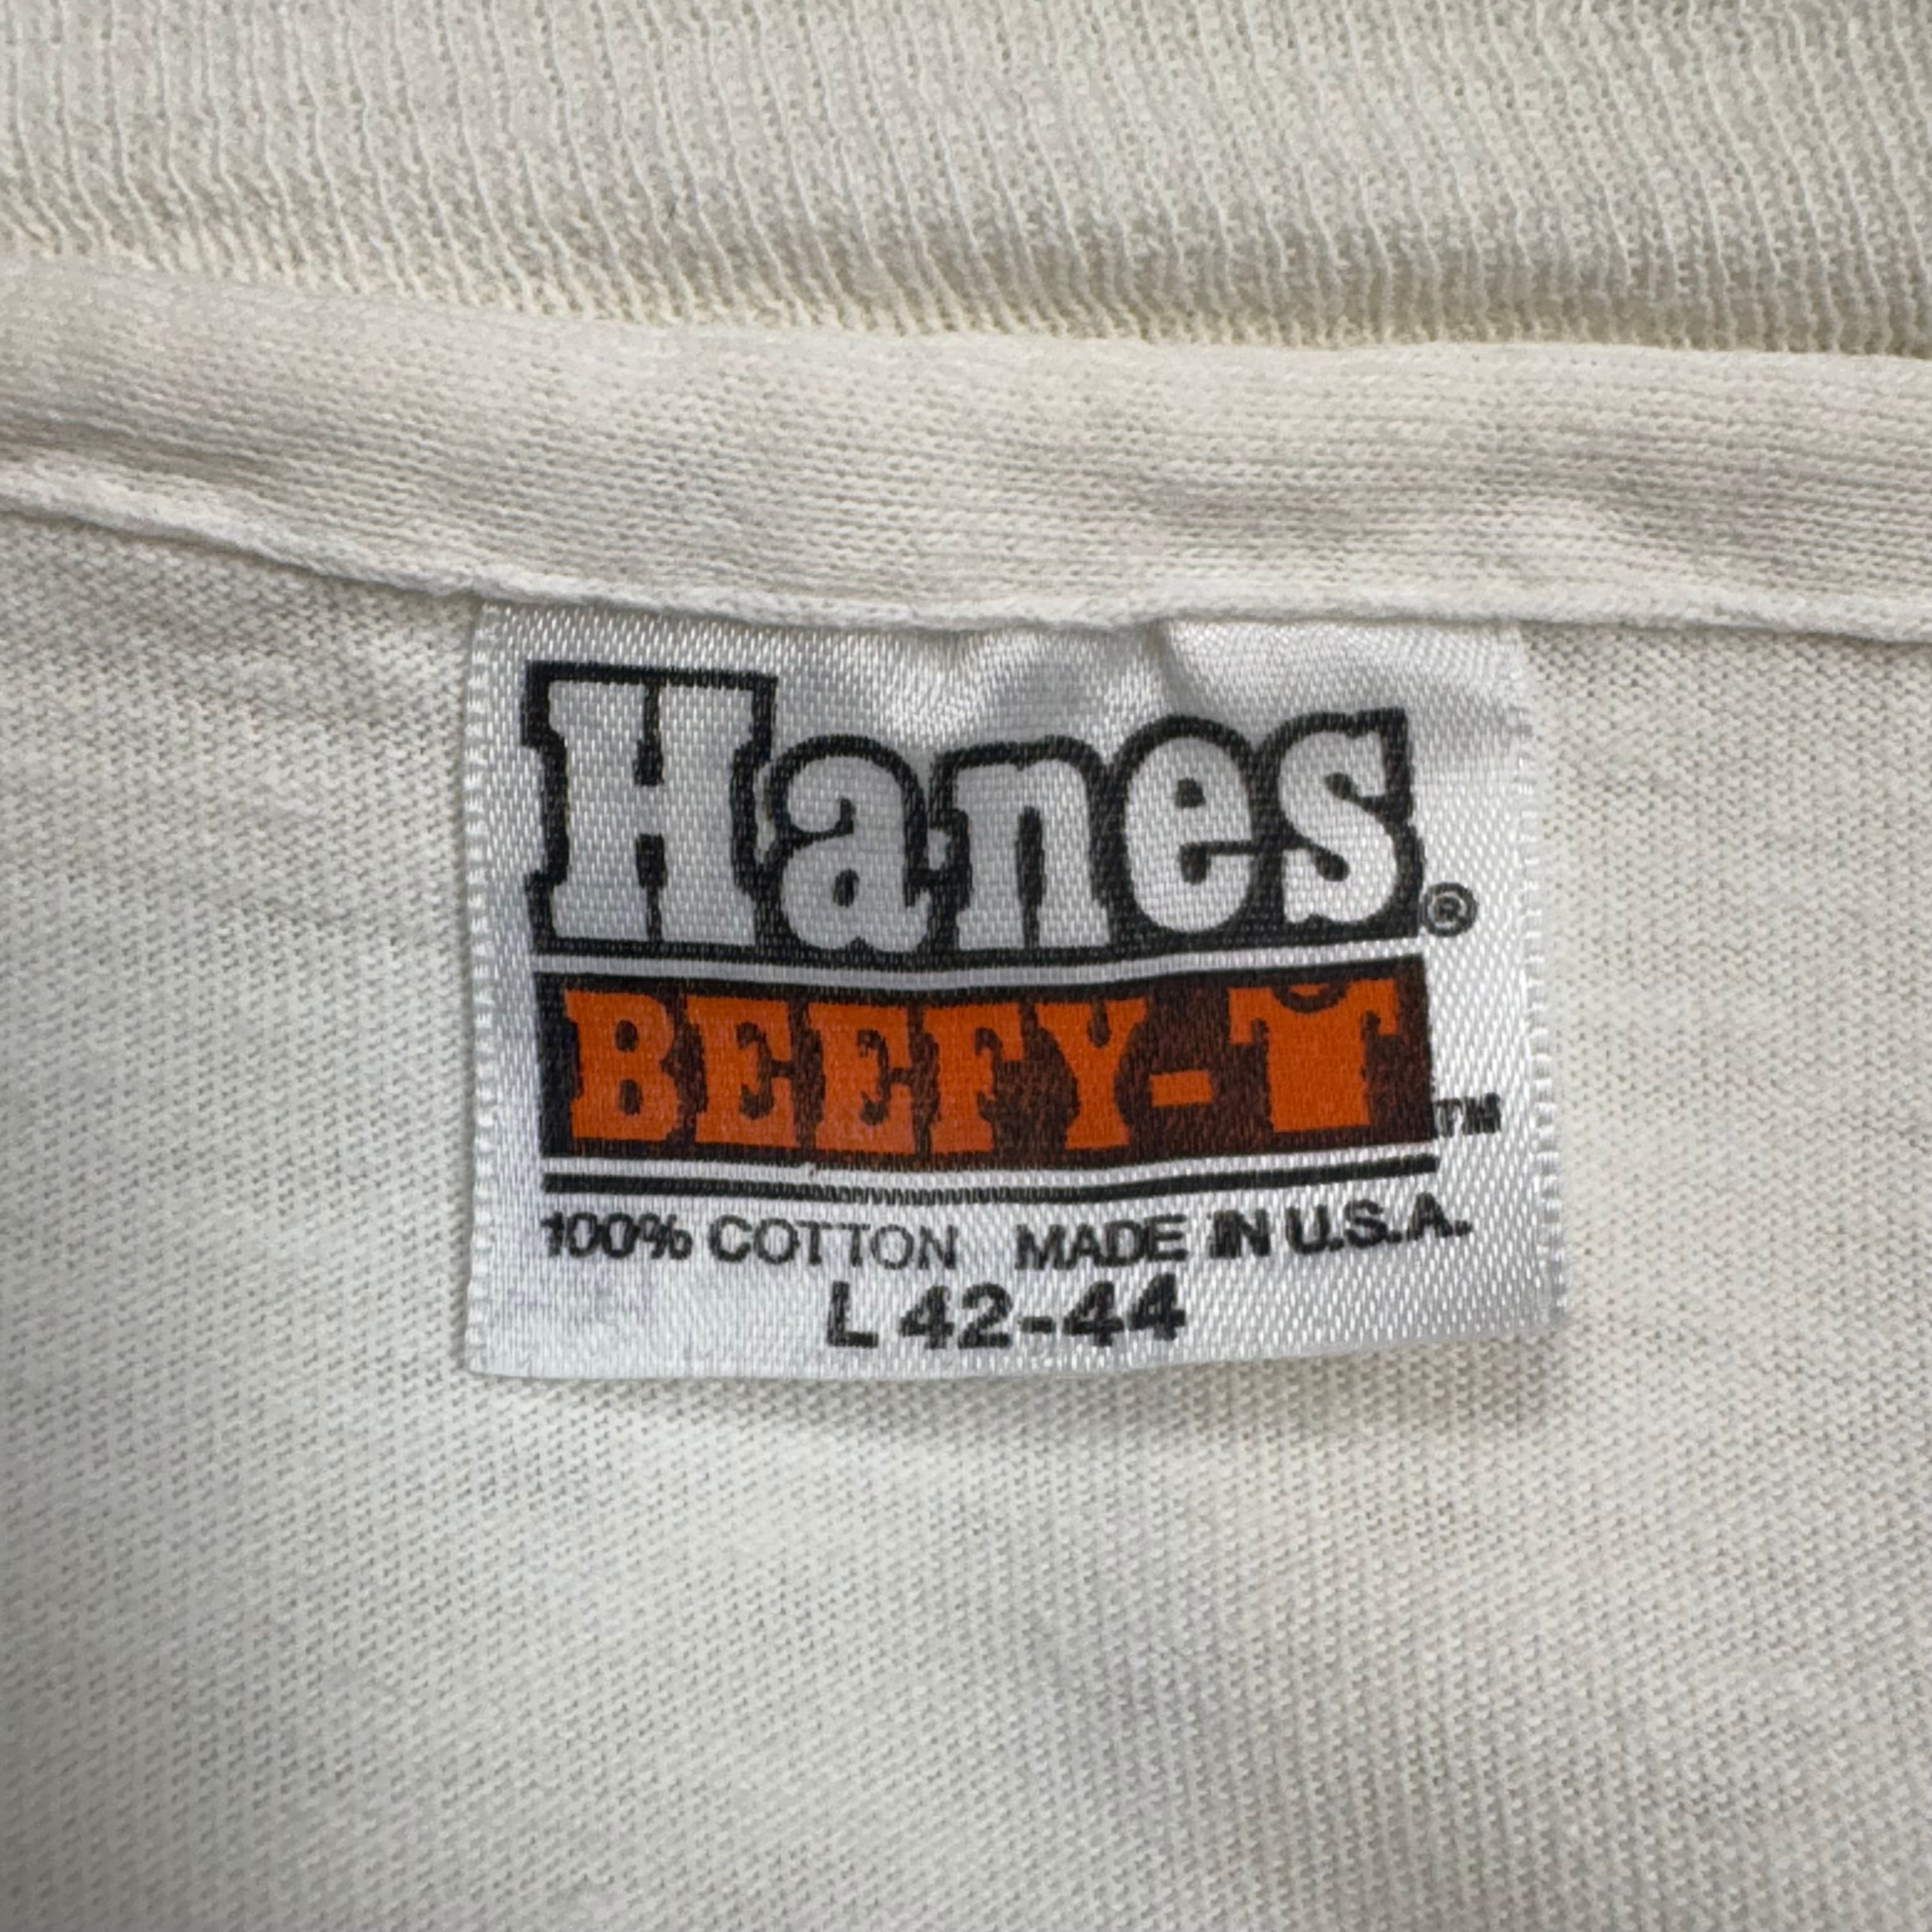 Hanes®
BEEFY-T™
100% COTTON MADE IN U.S.A.
L 42-44